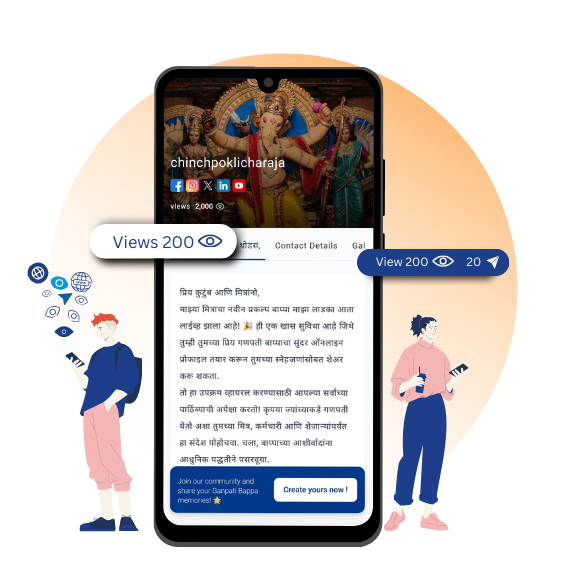 chinchpoklicharaja
views 2,000
Views 200
थोडसं, Contact Details Gal
View 200 20
प्रिय कुटुंब आणि मित्रांनो,
माझ्या मित्राचा नवीन प्रकल्प बाप्पा माझा लाडका आता
लाईव्ह झाला आहे! 🎉 ही एक खास सुविधा आहे जिथे
तुम्ही तुमच्या प्रिय गणपती बाप्पाचा सुंदर ऑनलाइन
प्रोफाइल तयार करून तुमच्या स्नेहजणांसोबत शेअर
करू शकता.
तो हा उपक्रम व्हायरल करण्यासाठी आपल्या सर्वांच्या
पाठिंब्याची अपेक्षा करतो! कृपया ज्यांच्याकडे गणपती
येतो अक्षा तुमच्या मित्र, कर्मचारी आणि शेजाऱ्यांपर्यंत
हा संदेश पोहोचवा. चला, बाप्पाच्या आशीर्वादांना
आधुनिक पद्धतीने पसरवूया.
Join our community and
share your Ganpati Bappa
memories! 🌟
Create yours now !